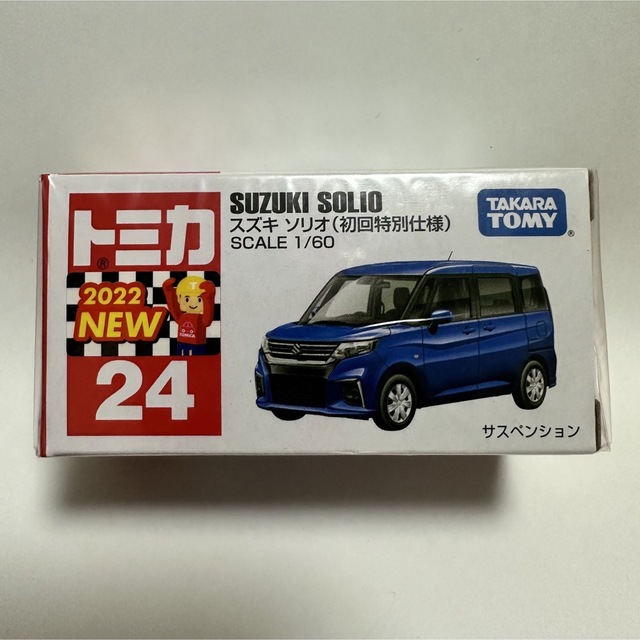 トミカ
®
2022
NEW
24
SUZUKI SOLIO
スズキ ソリオ(初回特別仕様)
SCALE 1/60
TAKARA
TOMY®
サスペンション